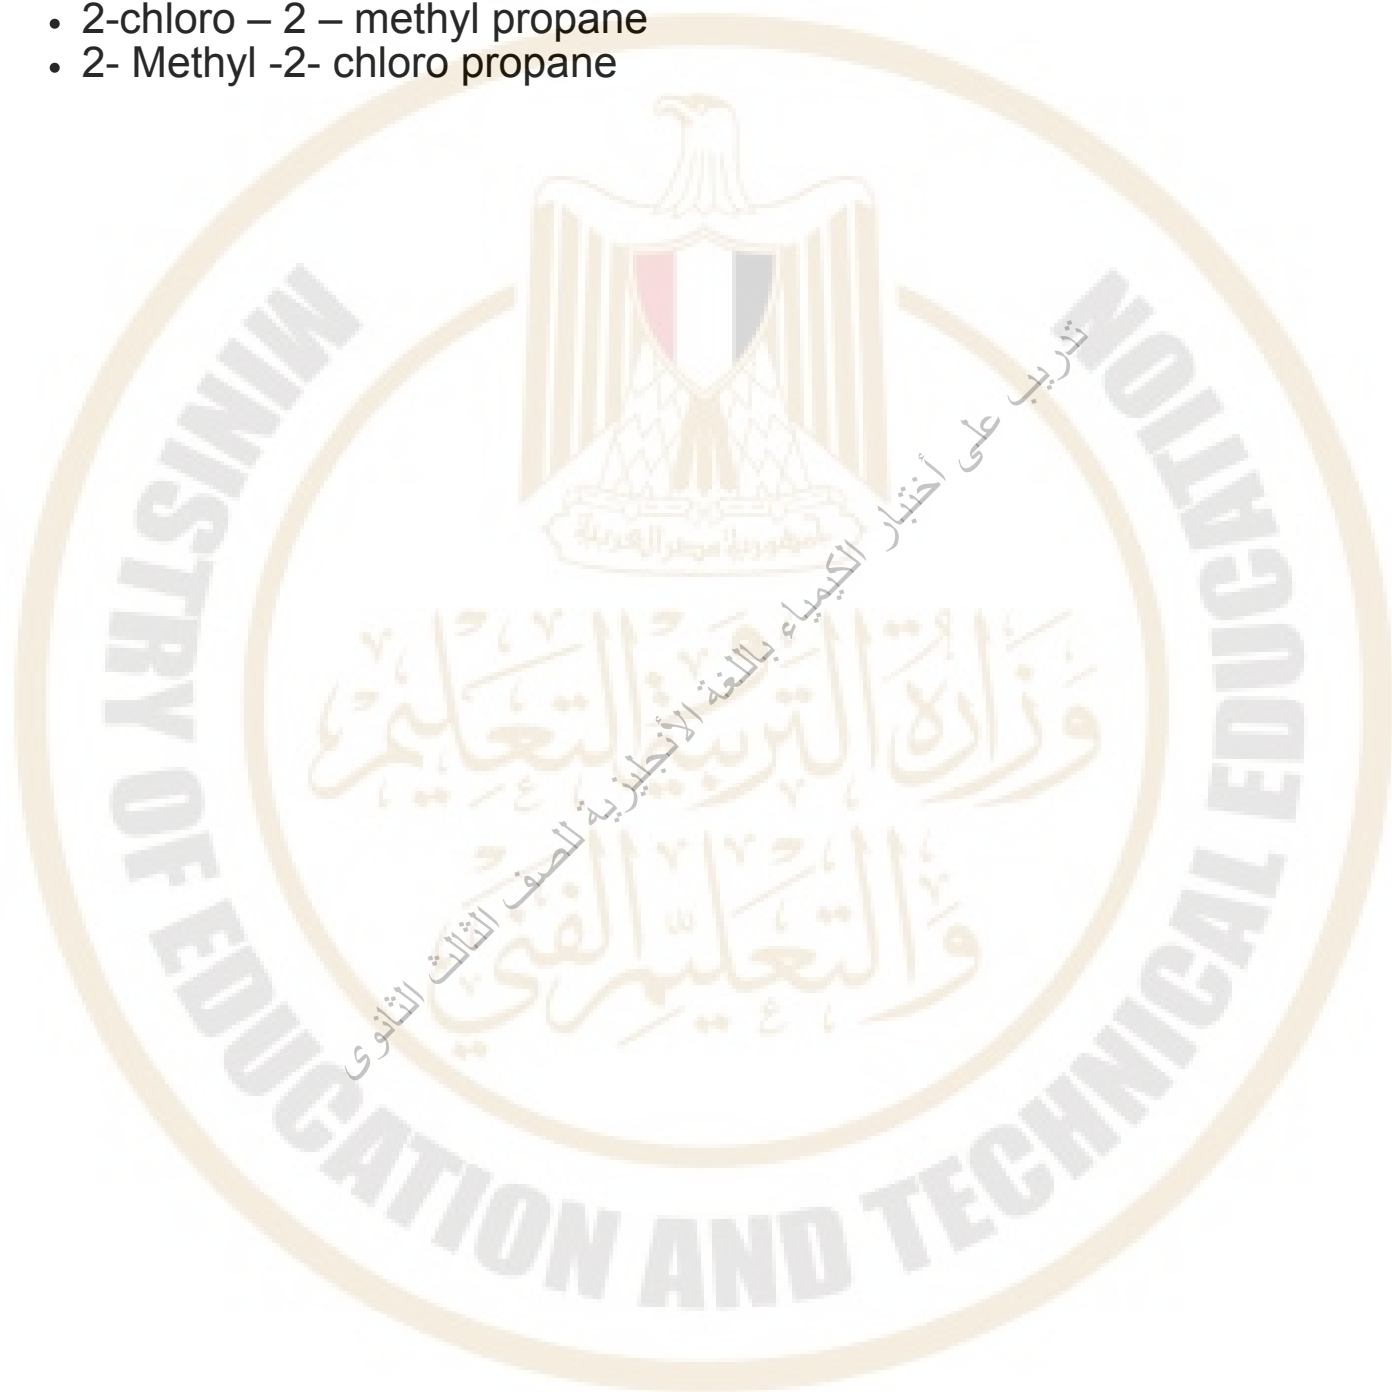 • 2-chloro – 2 – methyl propane
• 2- Methyl -2- chloro propane
MINISTRY OF EDUCATION AND TECHNICAL EDUCATION
جمهورية مصر العربية
تدريب على أختبار الكيمياء باللغة الأنجليزية للصف الثالث الثانوى
وزارة التربية والتعليم
والتعليم الفني